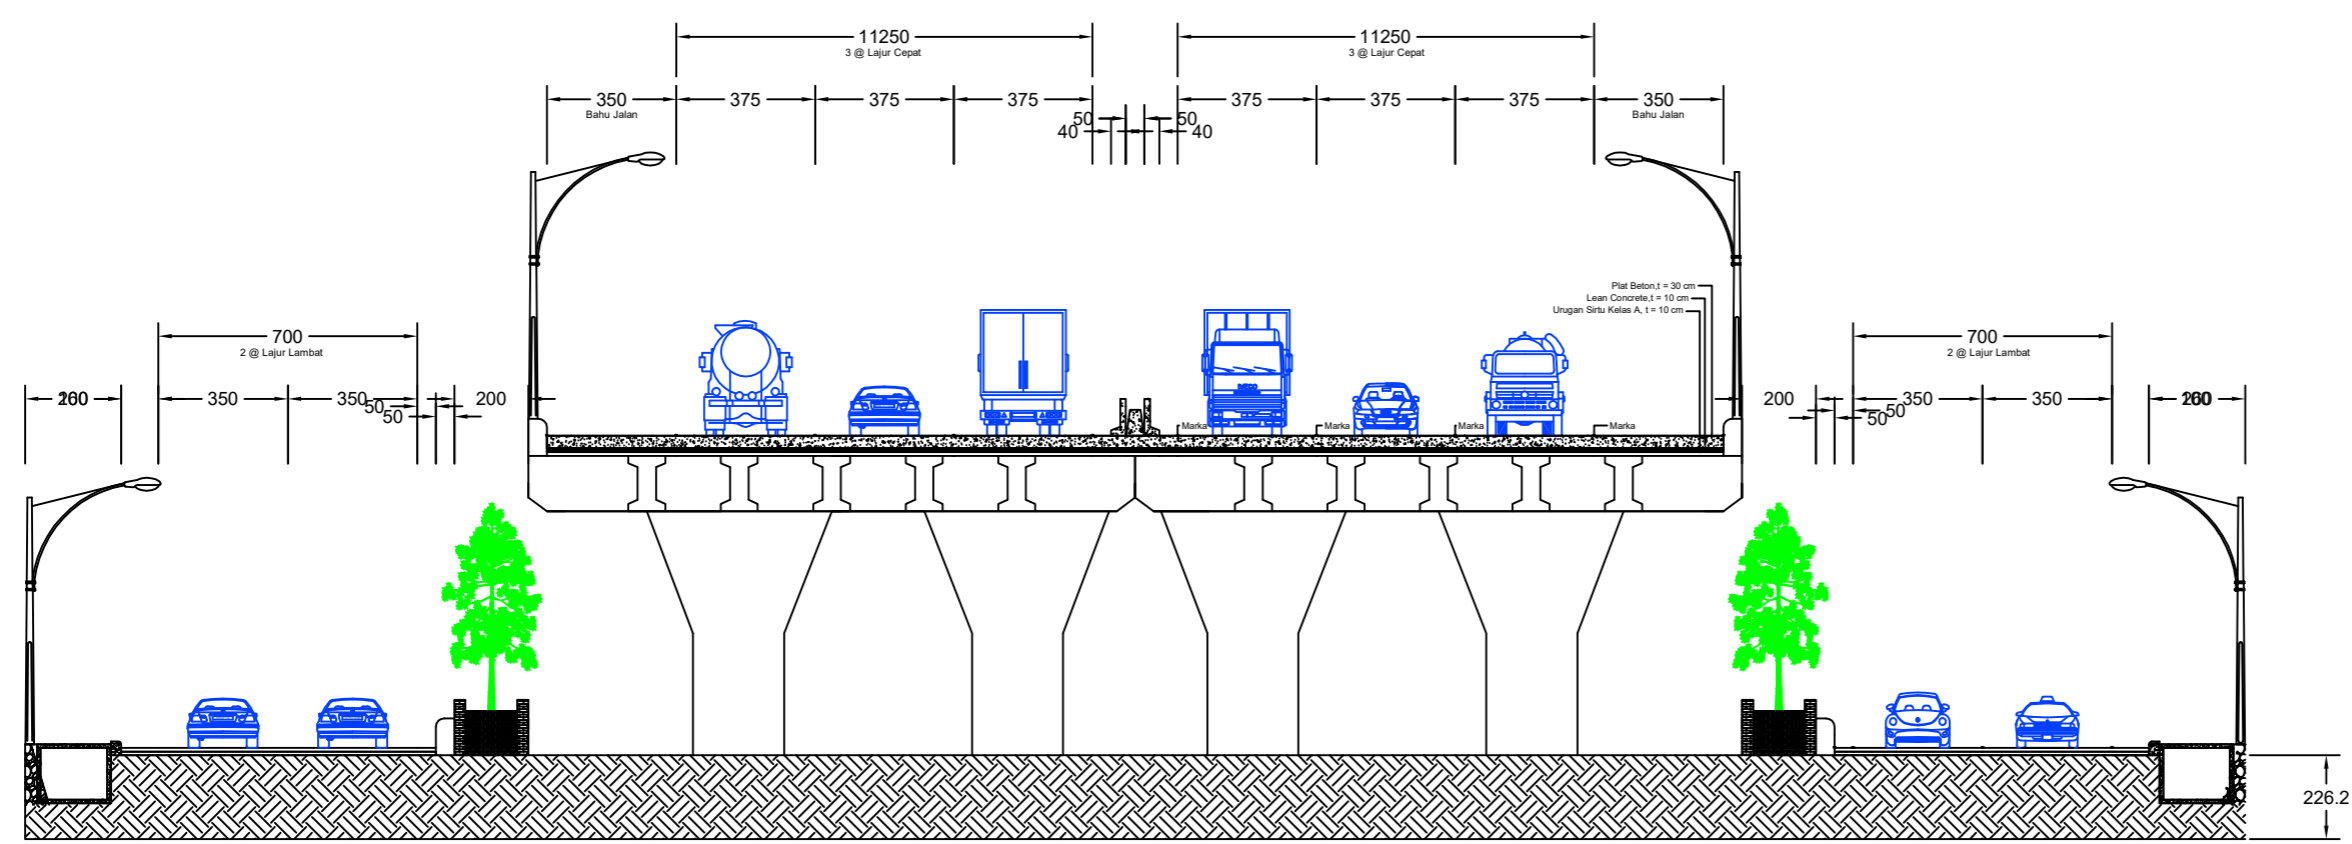 11250
3 @ Lajur Cepat
11250
3 @ Lajur Cepat
350
Bahu Jalan
375
375
375
50
50
40
40
375
375
375
350
Bahu Jalan
Plat Beton,t = 30 cm
Lean Concrete,t = 10 cm
Urugan Sirtu Kelas A, t = 10 cm
700
2 @ Lajur Lambat
700
2 @ Lajur Lambat
350
350
50
50
200
200
50
50
350
350
IVECO
Marka
Marka
Marka
Marka
226.2